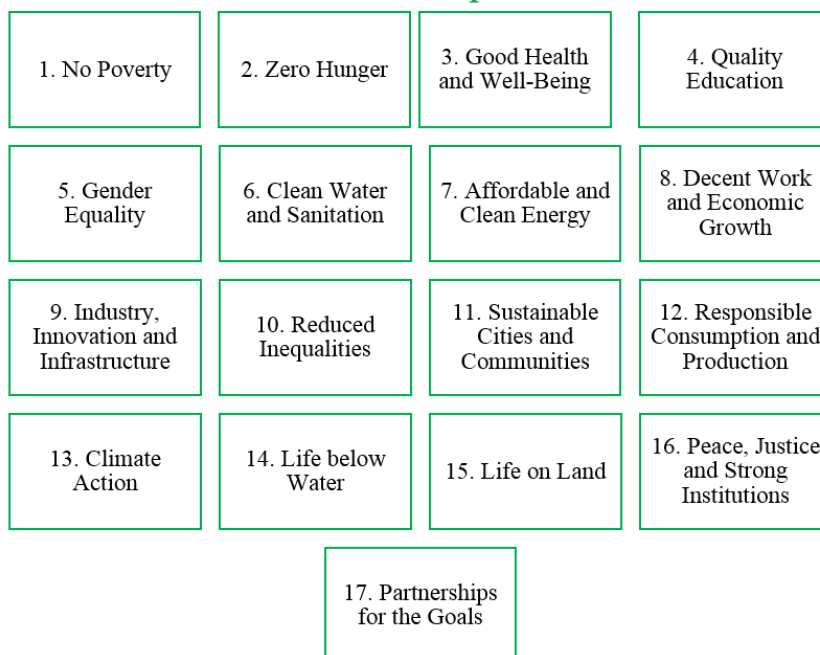 1. No Poverty
2. Zero Hunger
3. Good Health
and Well-Being
4. Quality
Education
5. Gender
Equality
6. Clean Water
and Sanitation
7. Affordable and
Clean Energy
8. Decent Work
and Economic
Growth
9. Industry,
Innovation and
Infrastructure
10. Reduced
Inequalities
11. Sustainable
Cities and
Communities
12. Responsible
Consumption and
Production
13. Climate
Action
14. Life below
Water
15. Life on Land
16. Peace, Justice
and Strong
Institutions
17. Partnerships
for the Goals